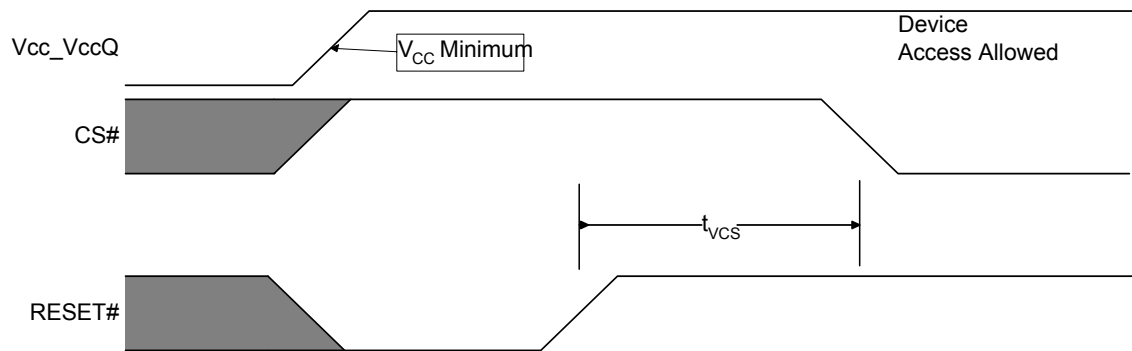 Vcc_VccQ
VCC Minimum
Device
Access Allowed
CS#
tVCS
RESET#